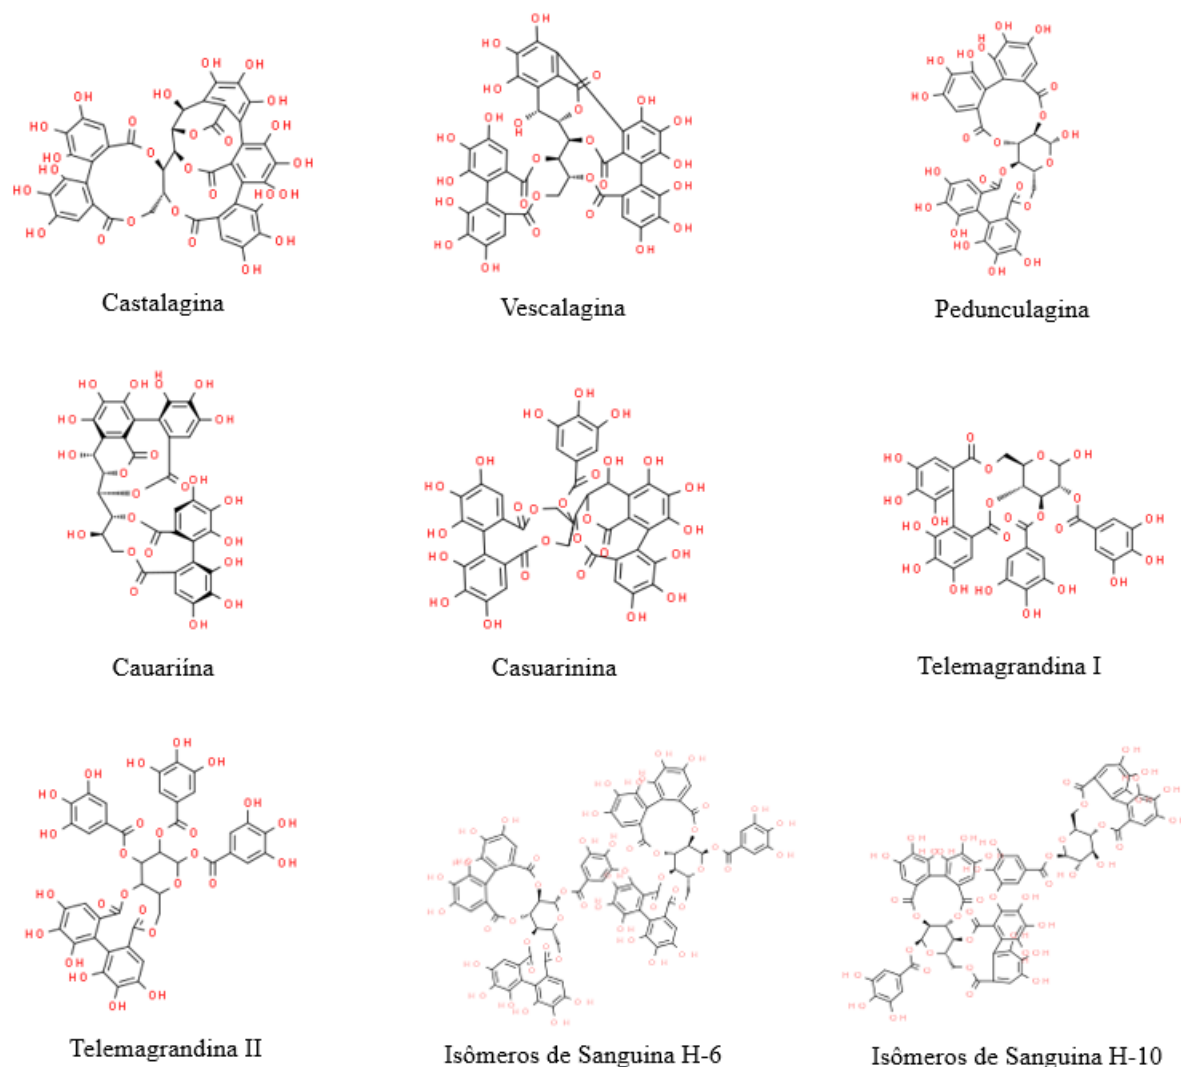 Castalagina
Vescalagina
Pedunculagina
Cauariína
Casuarinina
Telemagrandina I
Telemagrandina II
Isômeros de Sanguina H-6
Isômeros de Sanguina H-10